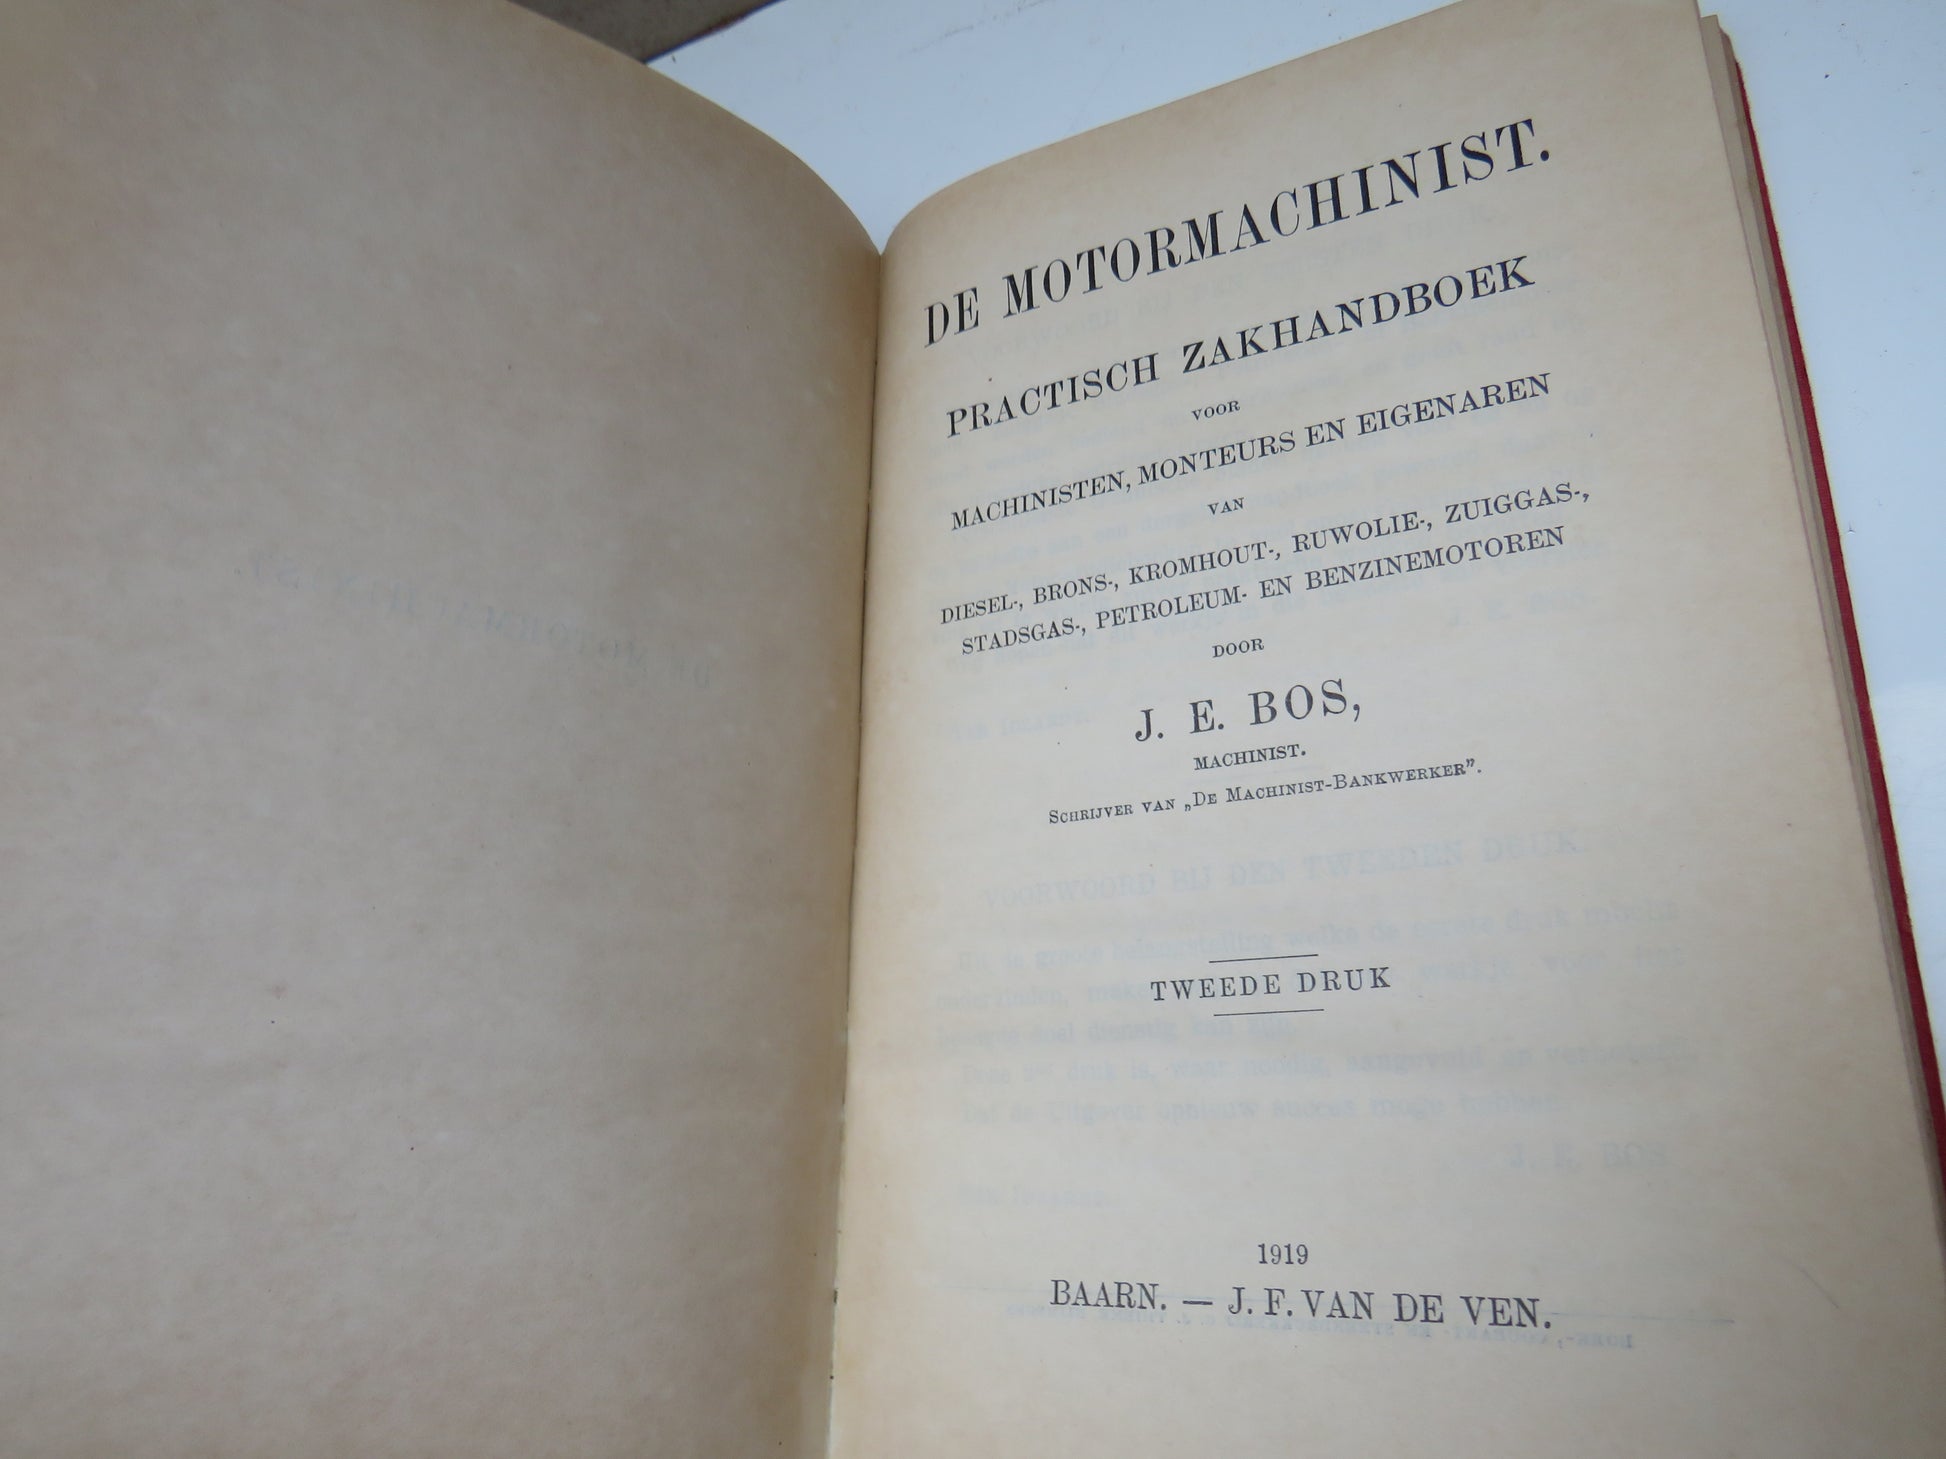 DE MOTORMACHINIST.
PRACTISCH ZAKHANDBOEK
VOOR
MACHINISTEN, MONTEURS EN EIGENAREN
VAN
DIESEL-, BRONS-, KROMHOUT-, RUWOLIE-, ZUIGGAS-,
STADSGAS-, PETROLEUM- EN BENZINEMOTOREN
DOOR
J. E. BOS,
MACHINIST.
SCHRIJVER VAN „DE MACHINIST-BANKWERKER”.
TWEEDE DRUK
1919
BAARN. — J. F. VAN DE VEN.